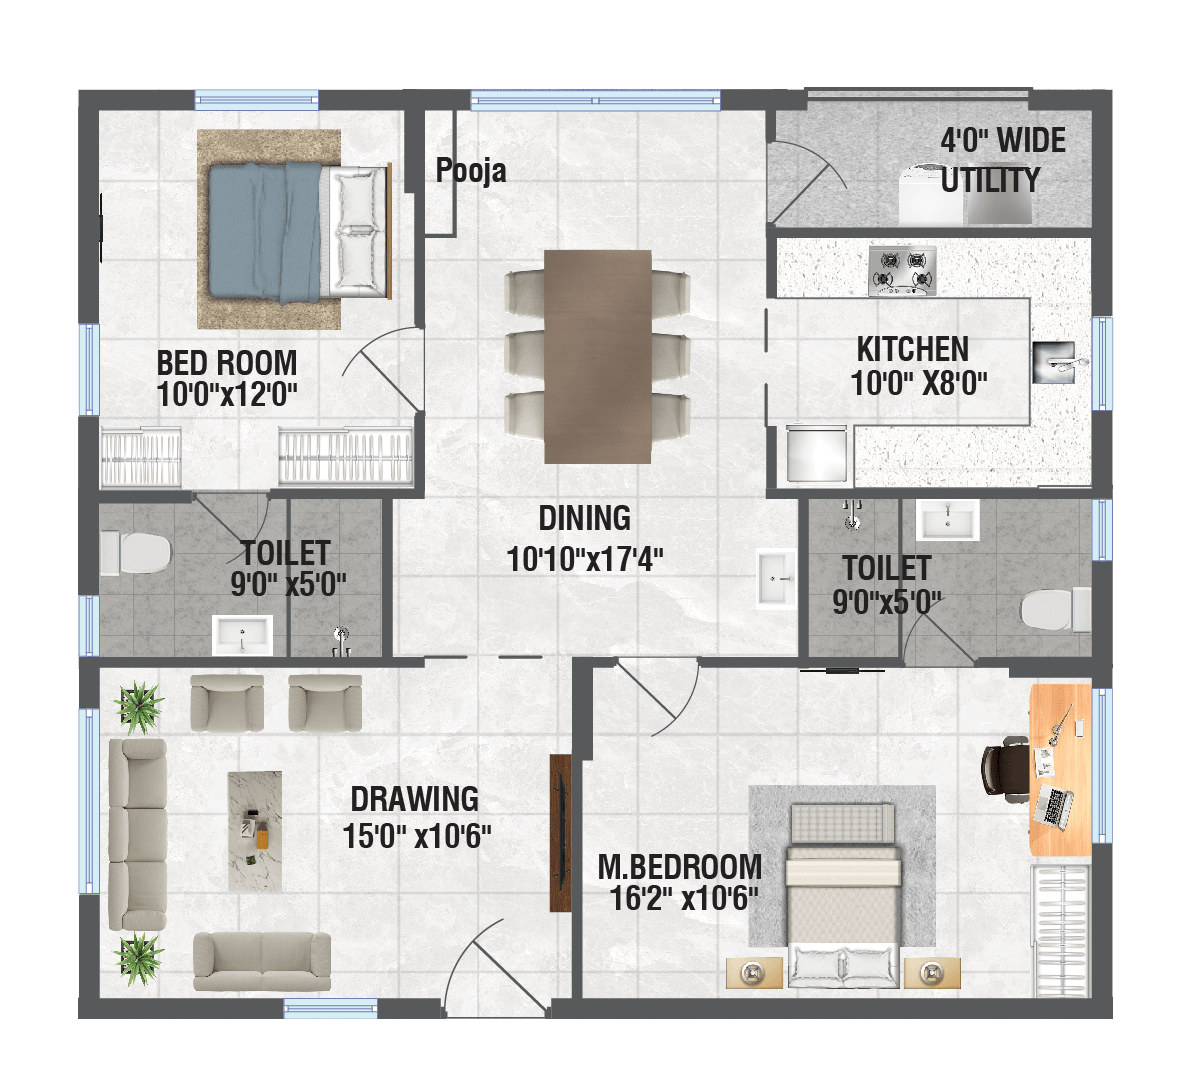 4'0" WIDE
UTILITY
Pooja
BED ROOM
10'0"x12'0"
KITCHEN
10'0" X8'0"
DINING
10'10"x17'4"
TOILET
9'0" x5'0"
TOILET
9'0"x5'0"
DRAWING
15'0" x10'6"
M.BEDROOM
16'2" x10'6"